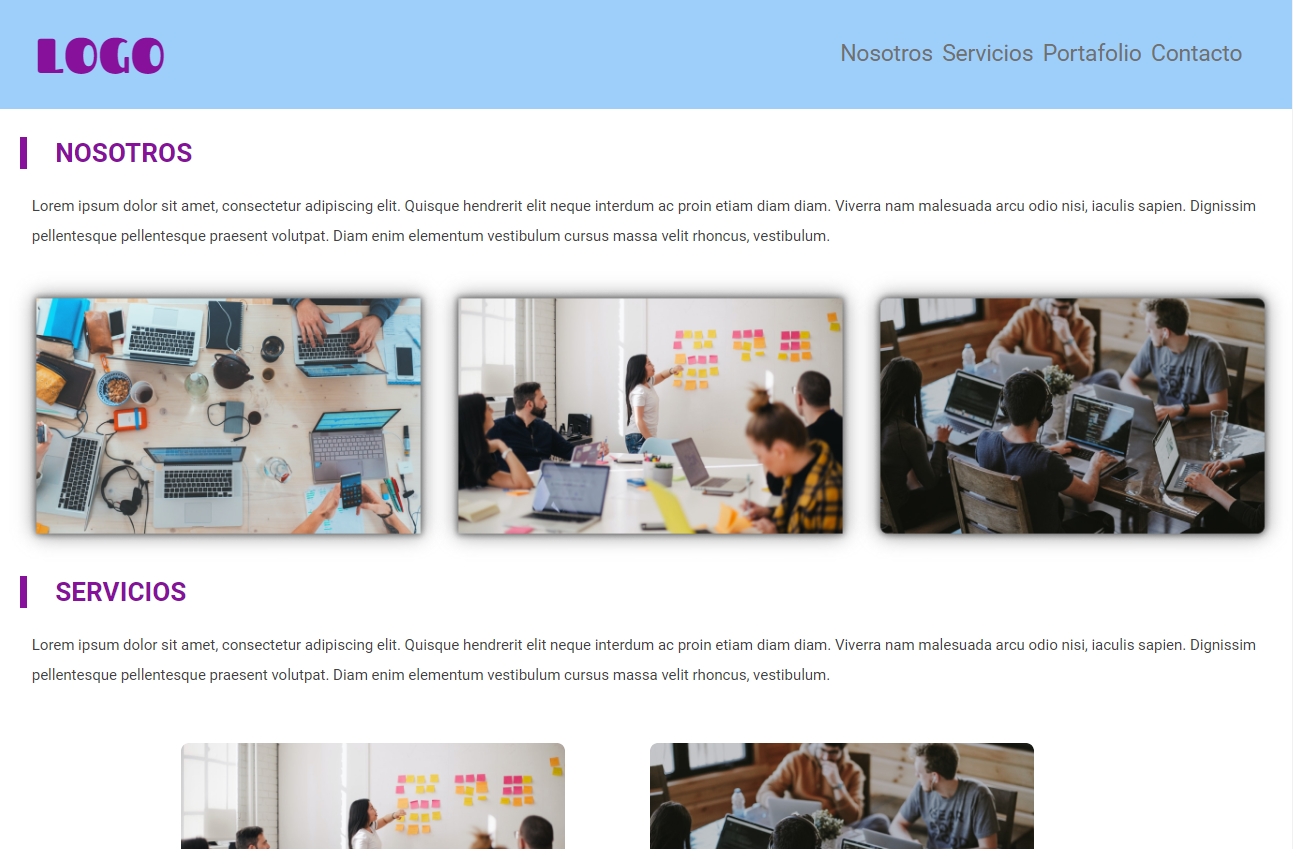 LOGO
Nosotros Servicios Portafolio Contacto
NOSOTROS
Lorem ipsum dolor sit amet, consectetur adipiscing elit. Quisque hendrerit elit neque interdum ac proin etiam diam diam. Viverra nam malesuada arcu odio nisi, iaculis sapien. Dignissim
pellentesque pellentesque praesent volutpat. Diam enim elementum vestibulum cursus massa velit rhoncus, vestibulum.
SERVICIOS
Lorem ipsum dolor sit amet, consectetur adipiscing elit. Quisque hendrerit elit neque interdum ac proin etiam diam diam. Viverra nam malesuada arcu odio nisi, iaculis sapien. Dignissim
pellentesque pellentesque praesent volutpat. Diam enim elementum vestibulum cursus massa velit rhoncus, vestibulum.